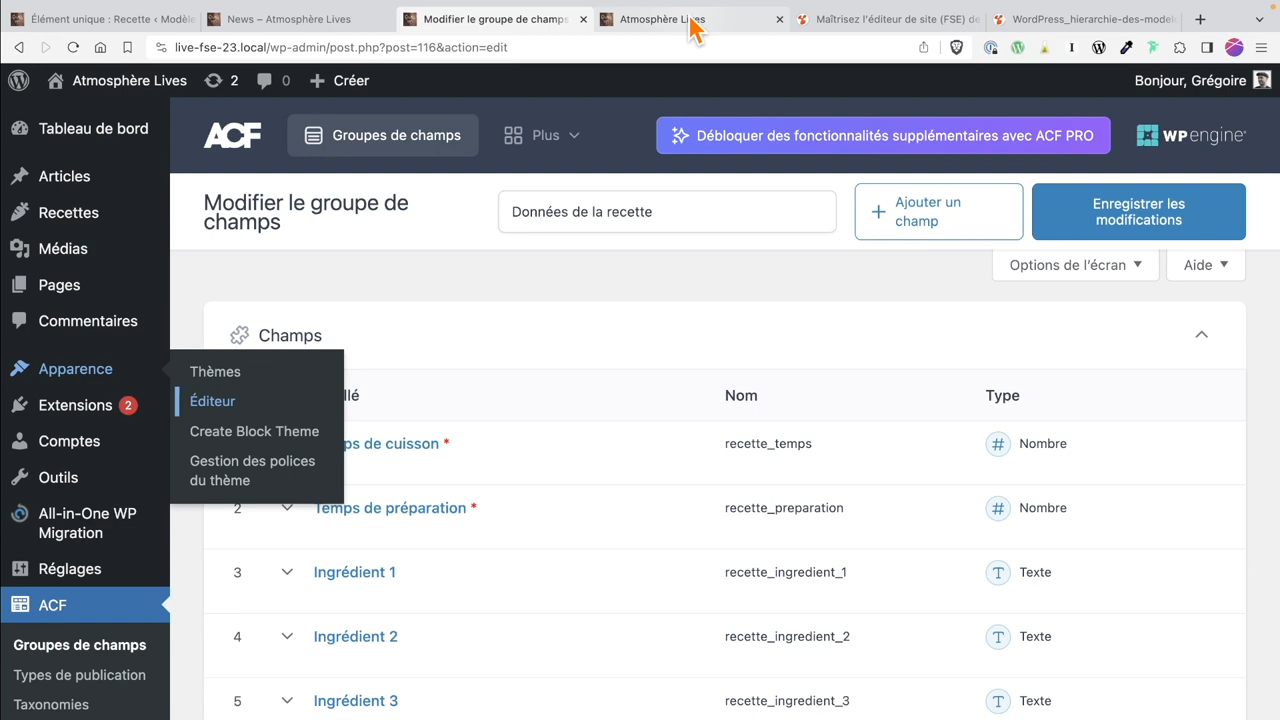 Élément unique : Recette ‹ Modèle
News – Atmosphère Lives
Modifier le groupe de champs
Atmosphère Lives
Maîtrisez l'éditeur de site (FSE) de
WordPress_hierarchie-des-model
live-fse-23.local/wp-admin/post.php?post=116&action=edit
Atmosphère Lives
2
0
Créer
Bonjour, Grégoire
Tableau de bord
Articles
Recettes
Médias
Pages
Commentaires
Apparence
Extensions 2
Comptes
Outils
All-in-One WP
Migration
Réglages
ACF
Groupes de champs
Types de publication
Taxonomies
Thèmes
Éditeur
Create Block Theme
Gestion des polices
du thème
ACF
Groupes de champs
Plus
Débloquer des fonctionnalités supplémentaires avec ACF PRO
WP engine
Modifier le groupe de
champs
Données de la recette
Ajouter un
champ
Enregistrer les
modifications
Options de l'écran
Aide
Champs
llé
Nom
Type
ps de cuisson *
recette_temps
# Nombre
2
Temps de préparation *
recette_preparation
# Nombre
3
Ingrédient 1
recette_ingredient_1
T Texte
4
Ingrédient 2
recette_ingredient_2
T Texte
5
Ingrédient 3
recette_ingredient_3
T Texte